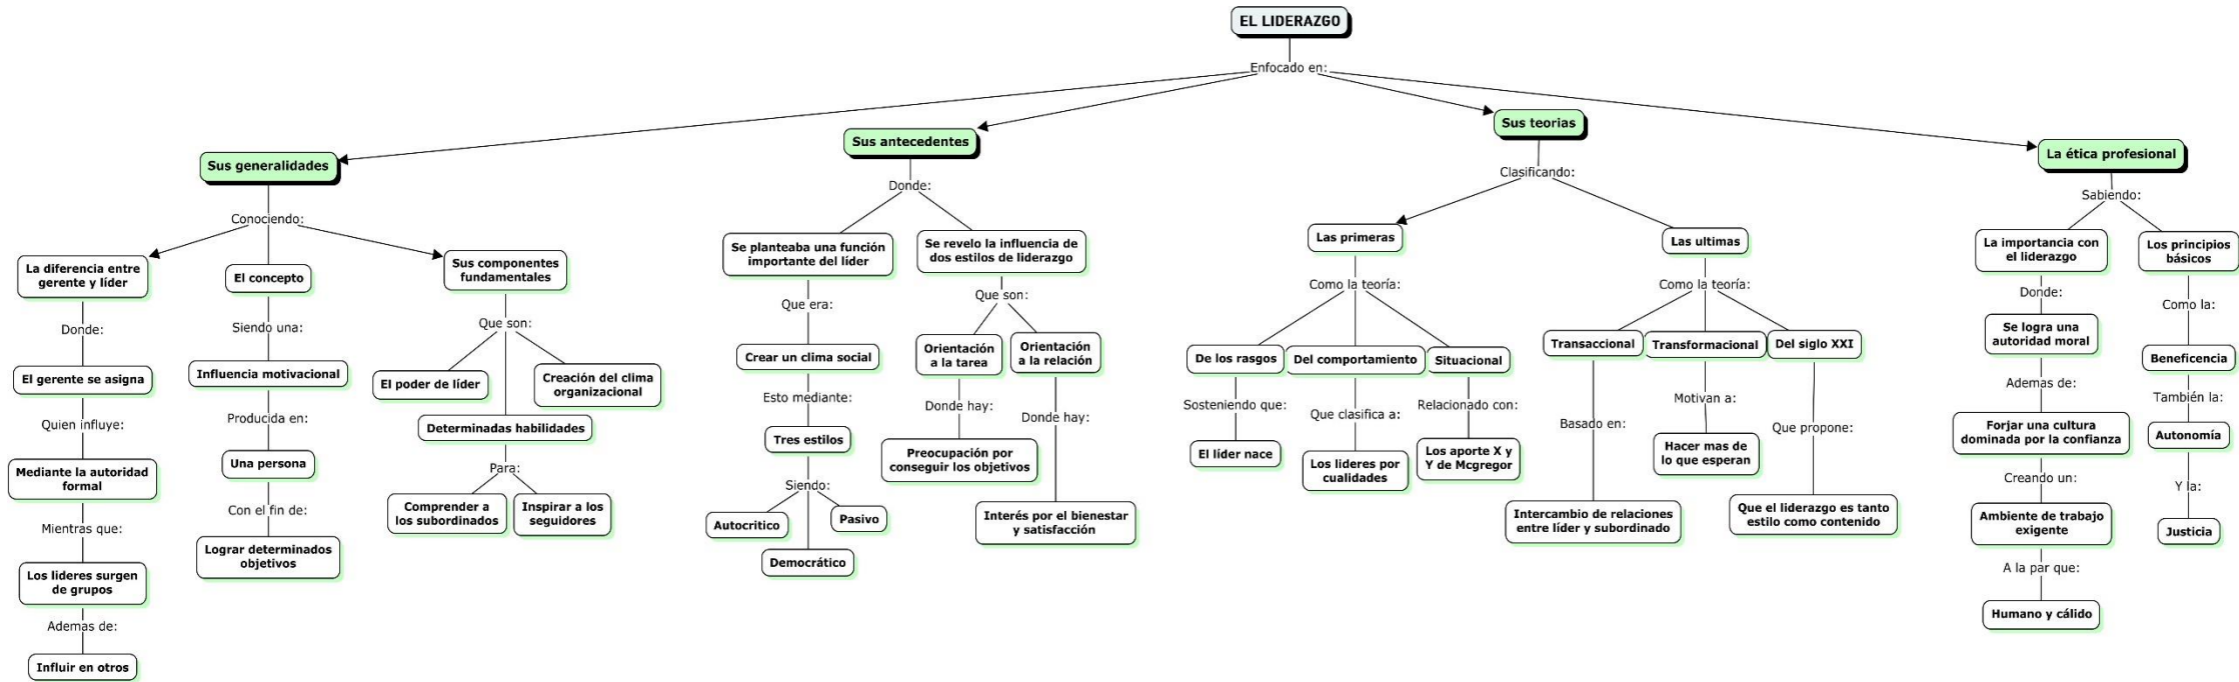 EL LIDERAZGO
Enfocado en:
Sus generalidades
Conociendo:
La diferencia entre
gerente y líder
Donde:
El gerente se asigna
Quien influye:
Mediante la autoridad
formal
Mientras que:
Los lideres surgen
de grupos
Ademas de:
Influir en otros
El concepto
Siendo una:
Influencia motivacional
Producida en:
Una persona
Con el fin de:
Lograr determinados
objetivos
Sus componentes
fundamentales
Que son:
El poder de líder
Determinadas habilidades
Para:
Comprender a
los subordinados
Inspirar a los
seguidores
Creación del clima
organizacional
Sus antecedentes
Donde:
Se planteaba una función
importante del líder
Que era:
Crear un clima social
Esto mediante:
Tres estilos
Siendo:
Autocritico
Democrático
Pasivo
Se revelo la influencia de
dos estilos de liderazgo
Que son:
Orientación
a la tarea
Donde hay:
Preocupación por
conseguir los objetivos
Orientación
a la relación
Donde hay:
Interés por el bienestar
y satisfacción
Sus teorias
Clasificando:
Las primeras
Como la teoría:
De los rasgos
Sosteniendo que:
El líder nace
Del comportamiento
Que clasifica a:
Los lideres por
cualidades
Situacional
Relacionado con:
Los aporte X y
Y de Mcgregor
Las ultimas
Como la teoría:
Transaccional
Basado en:
Intercambio de relaciones
entre líder y subordinado
Transformacional
Motivan a:
Hacer mas de
lo que esperan
Del siglo XXI
Que propone:
Que el liderazgo es tanto
estilo como contenido
La ética profesional
Sabiendo:
La importancia con
el liderazgo
Donde:
Se logra una
autoridad moral
Ademas de:
Forjar una cultura
dominada por la confianza
Creando un:
Ambiente de trabajo
exigente
A la par que:
Humano y cálido
Los principios
básicos
Como la:
Beneficencia
También la:
Autonomía
Y la:
Justicia